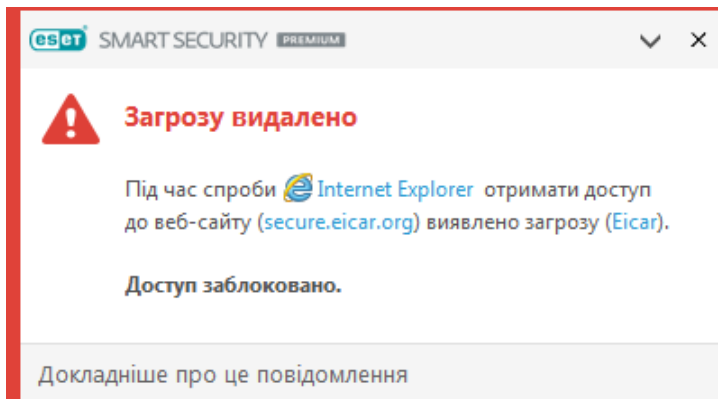 eset SMART SECURITY PREMIUM
Загрозу видалено
Під час спроби Internet Explorer отримати доступ
до веб-сайту (secure.eicar.org) виявлено загрозу (Eicar).
Доступ заблоковано.
Докладніше про це повідомлення